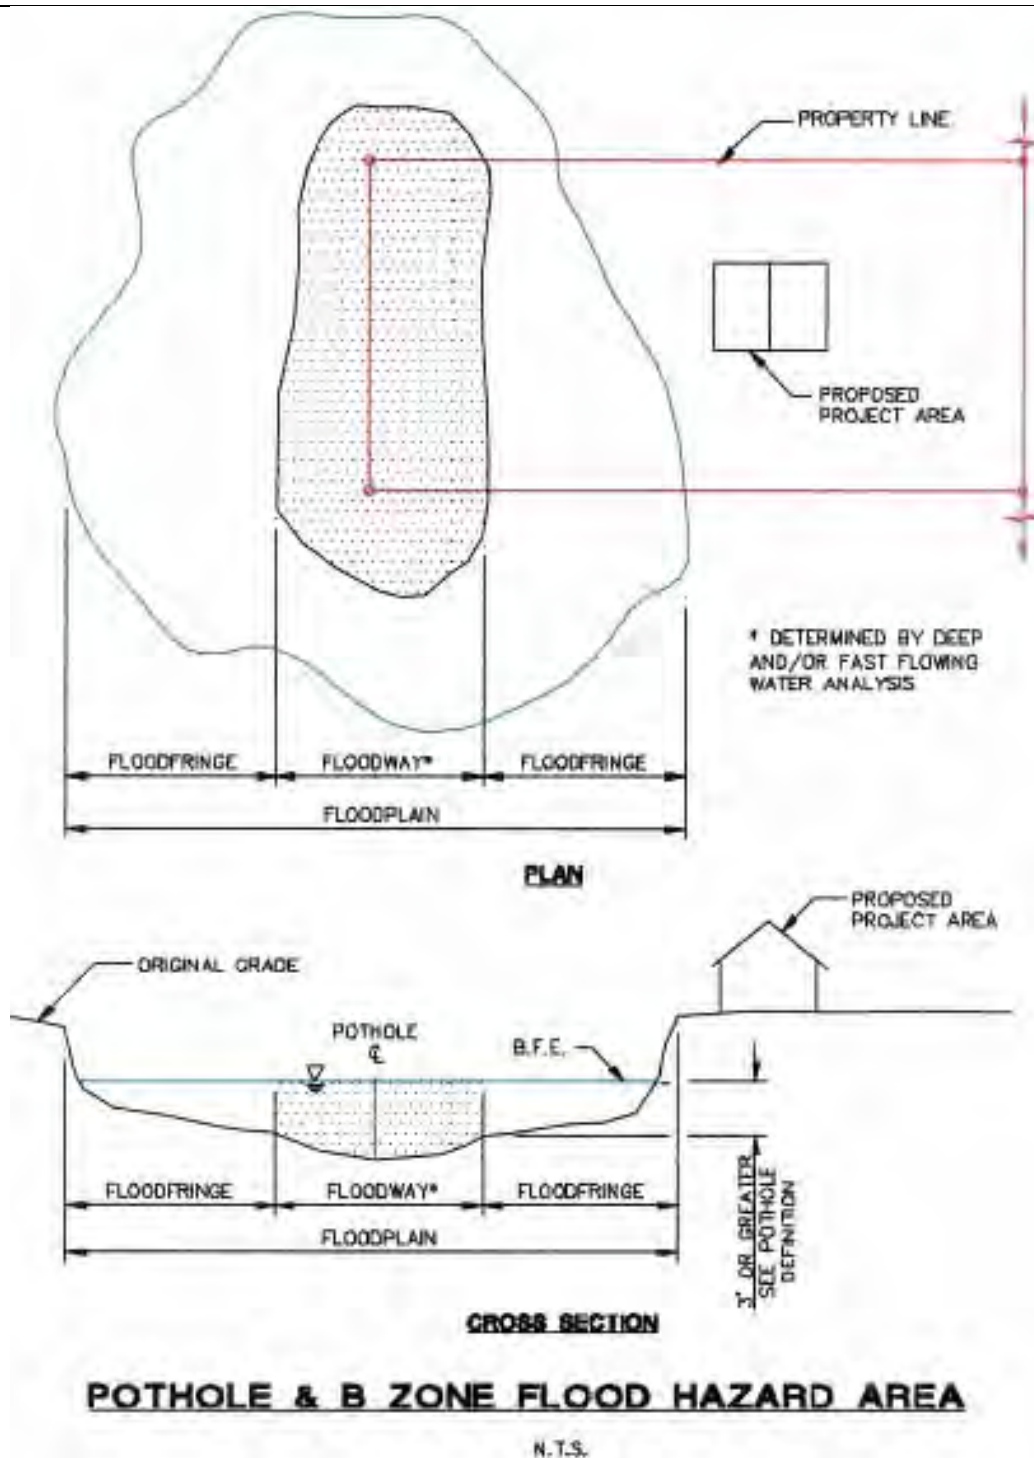 PROPERTY LINE
PROPOSED
PROJECT AREA
* DETERMINED BY DEEP
AND/OR FAST FLOWING
WATER ANALYSIS
FLOODFRINGE
FLOODWAY*
FLOODFRINGE
FLOODPLAIN
PLAN
PROPOSED
PROJECT AREA
ORIGINAL GRADE
POTHOLE
℄
B.F.E.
FLOODFRINGE
FLOODWAY*
FLOODFRINGE
FLOODPLAIN
3' OR GREATER
SEE POTHOLE
DEFINITION
CROSS SECTION
POTHOLE & B ZONE FLOOD HAZARD AREA
N.T.S.